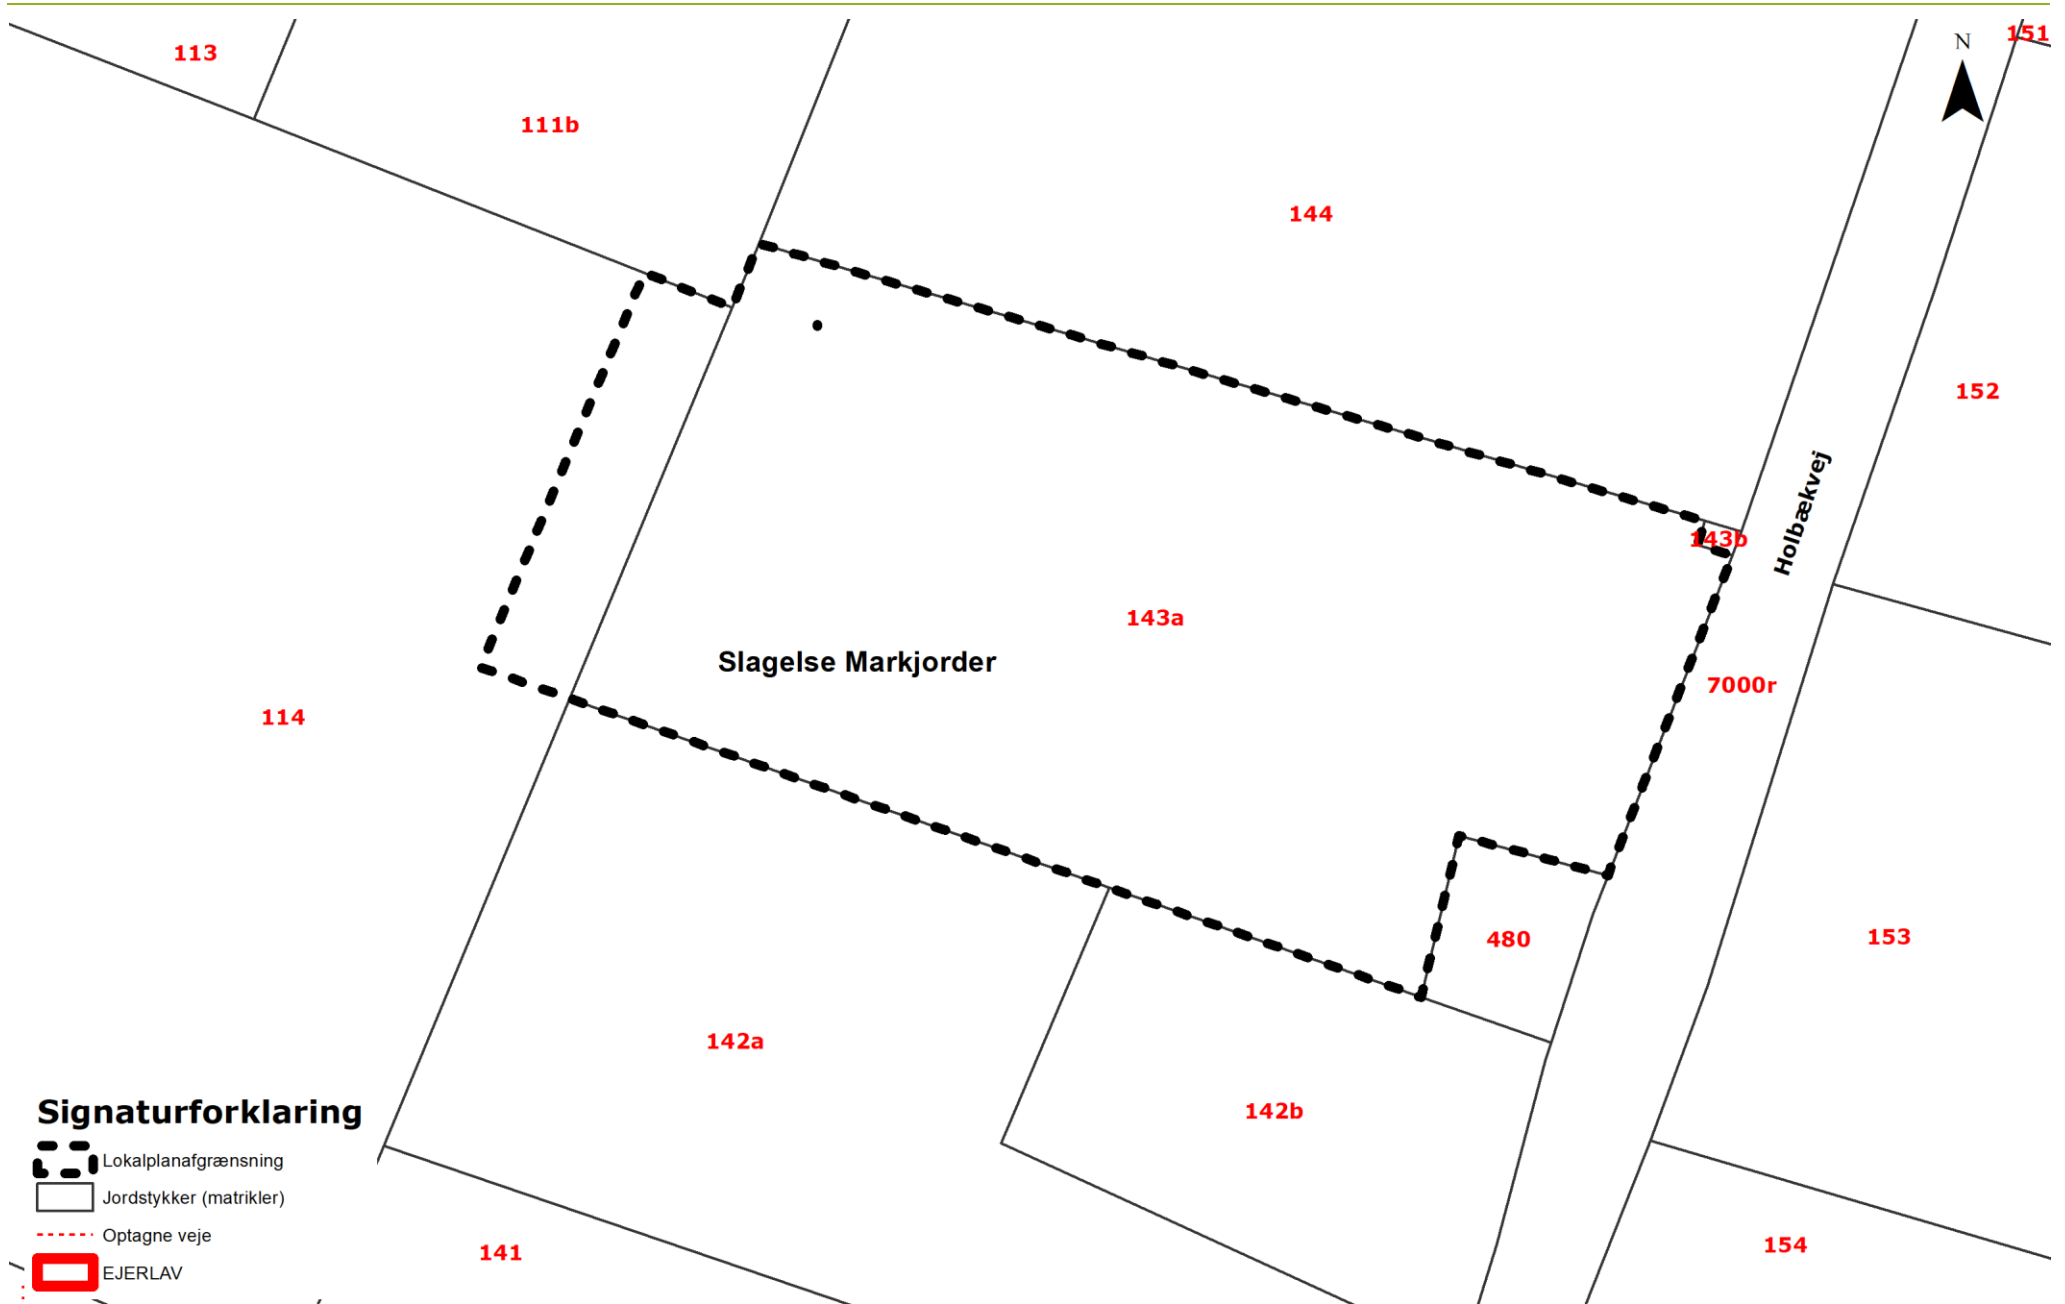 151
N
113
111b
144
152
Holbækvej
143b
143a
Slagelse Markjorder
7000r
114
480
153
142a
142b
Signaturforklaring
Lokalplanafgrænsning
Jordstykker (matrikler)
Optagne veje
EJERLAV
141
154